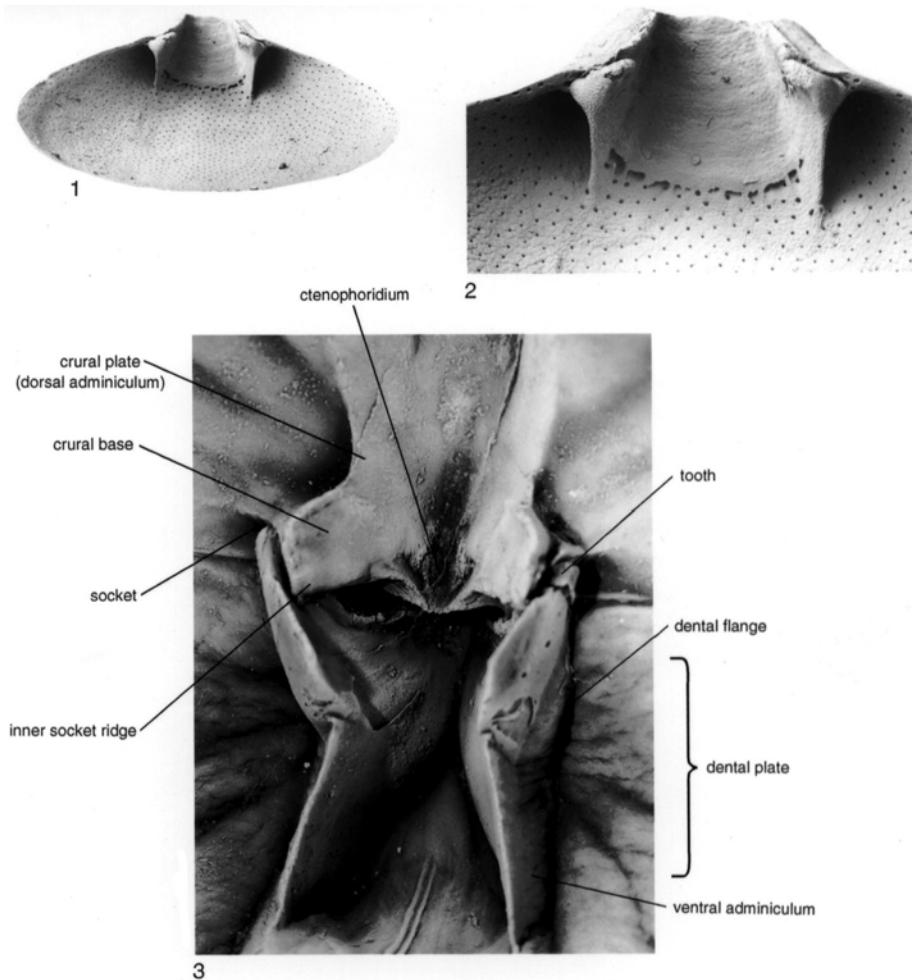 1
2
ctenophoridium
crural plate
(dorsal adminiculum)
crural base
tooth
socket
dental flange
inner socket ridge
dental plate
ventral adminiculum
3